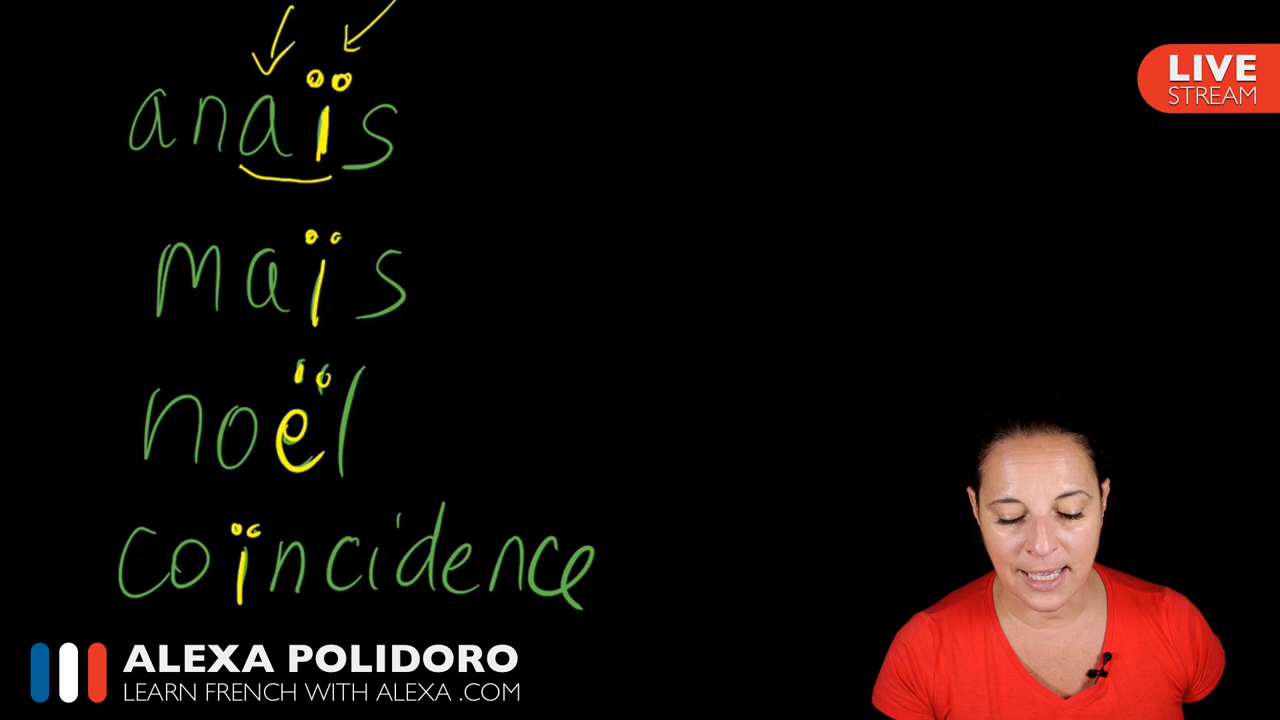 LIVE
STREAM
anaïs
maïs
noël
coïncidence
ALEXA POLIDORO
LEARN FRENCH WITH ALEXA .COM